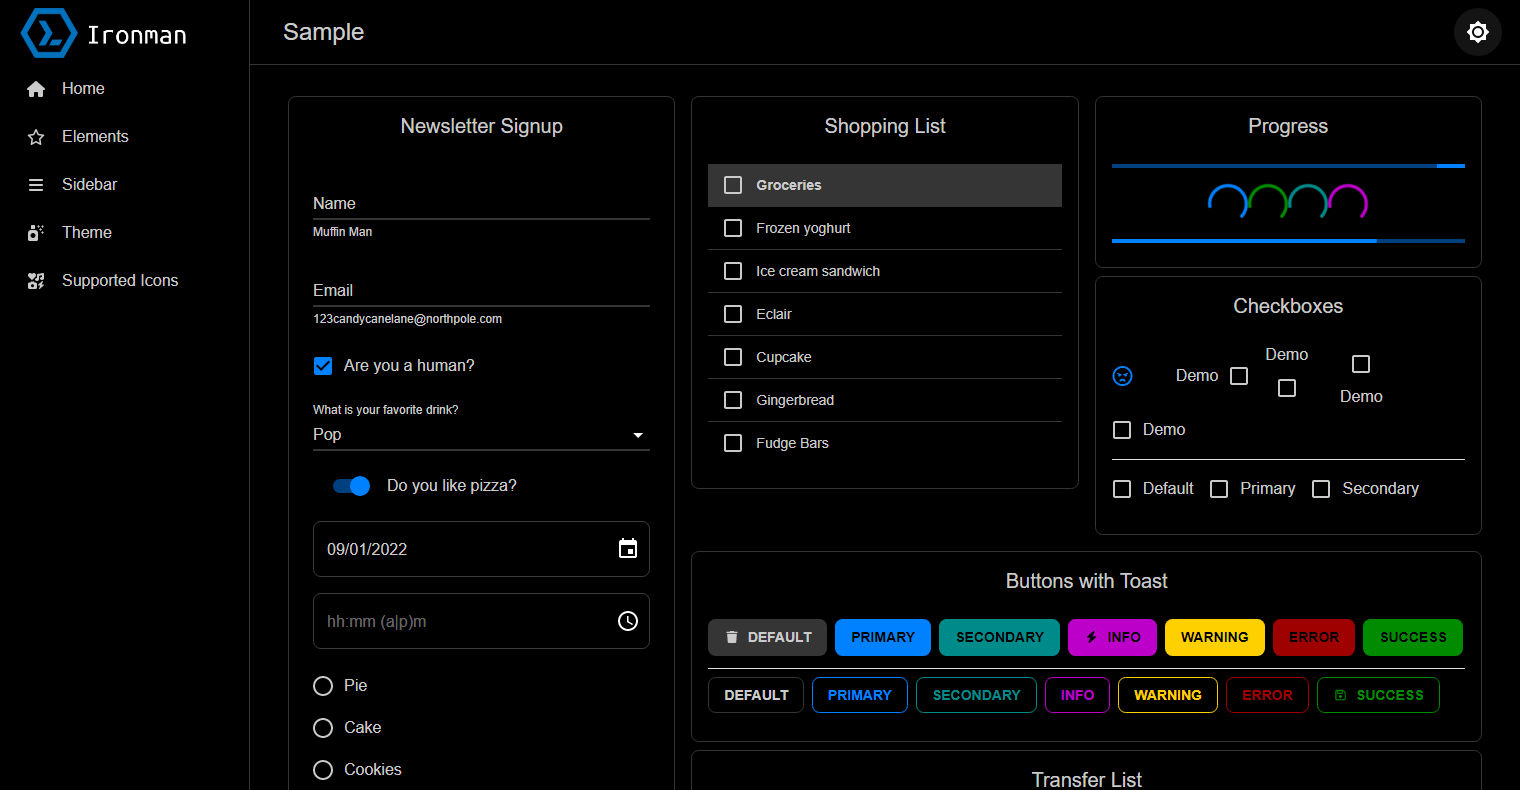 Ironman
Home
Elements
Sidebar
Theme
Supported Icons
Sample
Newsletter Signup
Name
Muffin Man
Email
123candycanelane@northpole.com
Are you a human?
What is your favorite drink?
Pop
Do you like pizza?
09/01/2022
hh:mm (a|p)m
Pie
Cake
Cookies
Shopping List
Groceries
Frozen yoghurt
Ice cream sandwich
Eclair
Cupcake
Gingerbread
Fudge Bars
Progress
Checkboxes
Demo
Demo
Demo
Demo
Default Primary Secondary
Buttons with Toast
DEFAULT PRIMARY SECONDARY INFO WARNING ERROR SUCCESS
DEFAULT PRIMARY SECONDARY INFO WARNING ERROR SUCCESS
Transfer List